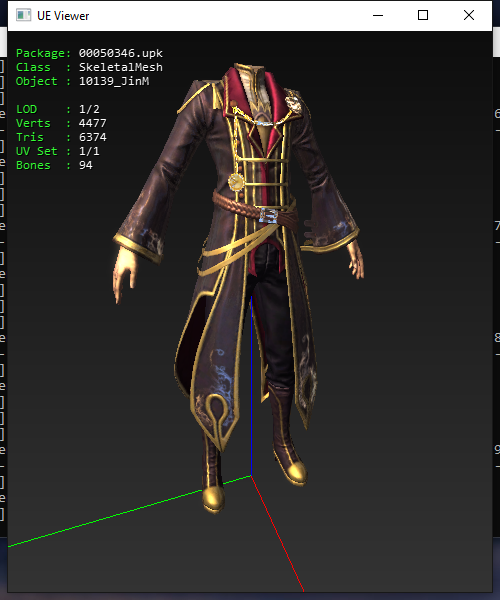 UE Viewer
Package: 00050346.upk
Class : SkeletalMesh
Object : 10139_JinM
LOD : 1/2
Verts : 4477
Tris : 6374
UV Set : 1/1
Bones : 94